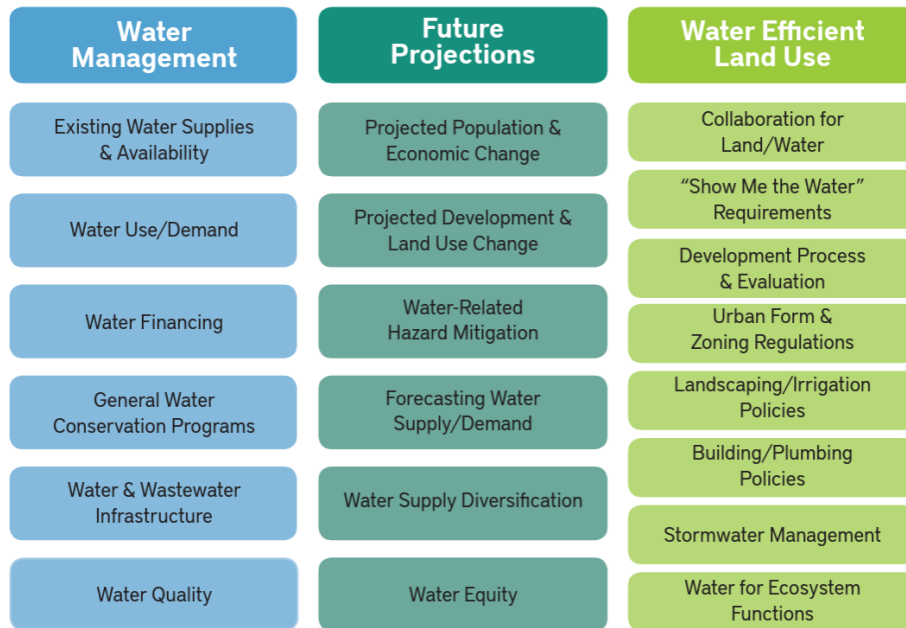 Water
Management
Existing Water Supplies
& Availability
Water Use/Demand
Water Financing
General Water
Conservation Programs
Water & Wastewater
Infrastructure
Water Quality
Future
Projections
Projected Population &
Economic Change
Projected Development &
Land Use Change
Water-Related
Hazard Mitigation
Forecasting Water
Supply/Demand
Water Supply Diversification
Water Equity
Water Efficient
Land Use
Collaboration for
Land/Water
“Show Me the Water”
Requirements
Development Process
& Evaluation
Urban Form &
Zoning Regulations
Landscaping/Irrigation
Policies
Building/Plumbing
Policies
Stormwater Management
Water for Ecosystem
Functions